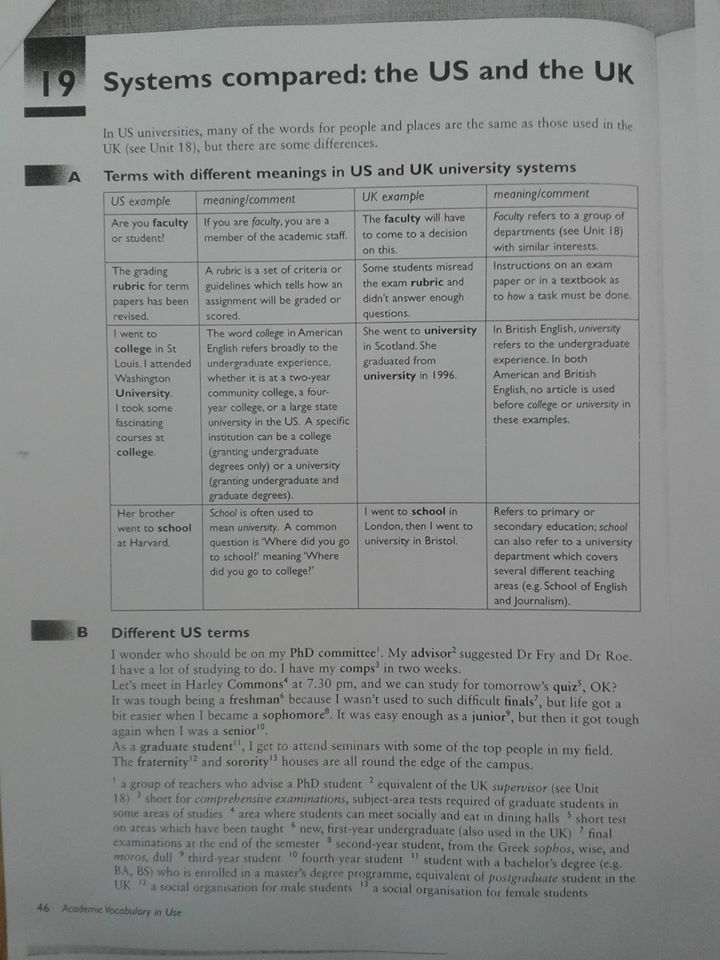 19
Systems compared: the US and the UK
In US universities, many of the words for people and places are the same as those used in the
UK (see Unit 18), but there are some differences.
A
Terms with different meanings in US and UK university systems
US example
meaning/comment
UK example
meaning/comment
Are you faculty
or student?
If you are faculty, you are a
member of the academic staff.
The faculty will have
to come to a decision
on this.
Faculty refers to a group of
departments (see Unit 18)
with similar interests.
The grading
rubric for term
papers has been
revised.
A rubric is a set of criteria or
guidelines which tells how an
assignment will be graded or
scored.
Some students misread
the exam rubric and
didn't answer enough
questions.
Instructions on an exam
paper or in a textbook as
to how a task must be done.
I went to
college in St
Louis. I attended
Washington
University.
I took some
fascinating
courses at
college.
The word college in American
English refers broadly to the
undergraduate experience,
whether it is at a two-year
community college, a four-
year college, or a large state
university in the US. A specific
institution can be a college
(granting undergraduate
degrees only) or a university
(granting undergraduate and
graduate degrees).
She went to university
in Scotland. She
graduated from
university in 1996.
In British English, university
refers to the undergraduate
experience. In both
American and British
English, no article is used
before college or university in
these examples.
Her brother
went to school
at Harvard.
School is often used to
mean university. A common
question is 'Where did you go
to school?' meaning 'Where
did you go to college?'
I went to school in
London, then I went to
university in Bristol.
Refers to primary or
secondary education; school
can also refer to a university
department which covers
several different teaching
areas (e.g. School of English
and Journalism).
B
Different US terms
I wonder who should be on my PhD committee¹. My advisor² suggested Dr Fry and Dr Roe.
I have a lot of studying to do. I have my comps³ in two weeks.
Let's meet in Harley Commons⁴ at 7.30 pm, and we can study for tomorrow's quiz⁵, OK?
It was tough being a freshman⁶ because I wasn't used to such difficult finals⁷, but life got a
bit easier when I became a sophomore⁸. It was easy enough as a junior⁹, but then it got tough
again when I was a senior¹⁰.
As a graduate student¹¹, I get to attend seminars with some of the top people in my field.
The fraternity¹² and sorority¹³ houses are all round the edge of the campus.
¹ a group of teachers who advise a PhD student ² equivalent of the UK supervisor (see Unit
18) ³ short for comprehensive examinations, subject-area tests required of graduate students in
some areas of studies ⁴ area where students can meet socially and eat in dining halls ⁵ short test
on areas which have been taught ⁶ new, first-year undergraduate (also used in the UK) ⁷ final
examinations at the end of the semester ⁸ second-year student, from the Greek sophos, wise, and
moros, dull ⁹ third-year student ¹⁰ fourth-year student ¹¹ student with a bachelor's degree (e.g.
BA, BS) who is enrolled in a master's degree programme, equivalent of postgraduate student in the
UK ¹² a social organisation for male students ¹³ a social organisation for female students
46 Academic Vocabulary in Use